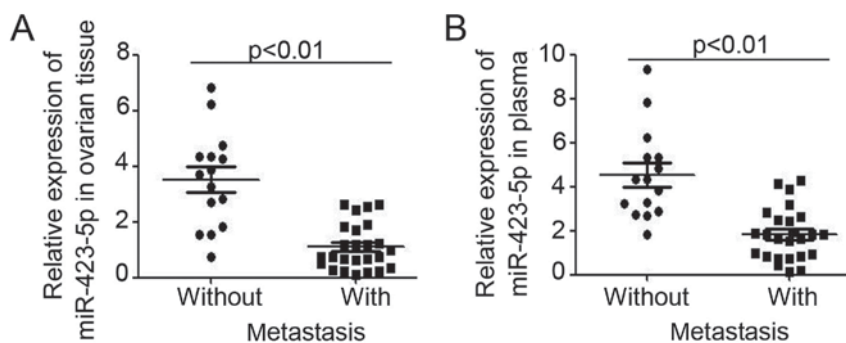 A
Relative expression of
miR-423-5p in ovarian tissue
8
6
4
2
0
p<0.01
Without
With
Metastasis
B
Relative expression of
miR-423-5p in plasma
10
8
6
4
2
0
p<0.01
Without
With
Metastasis